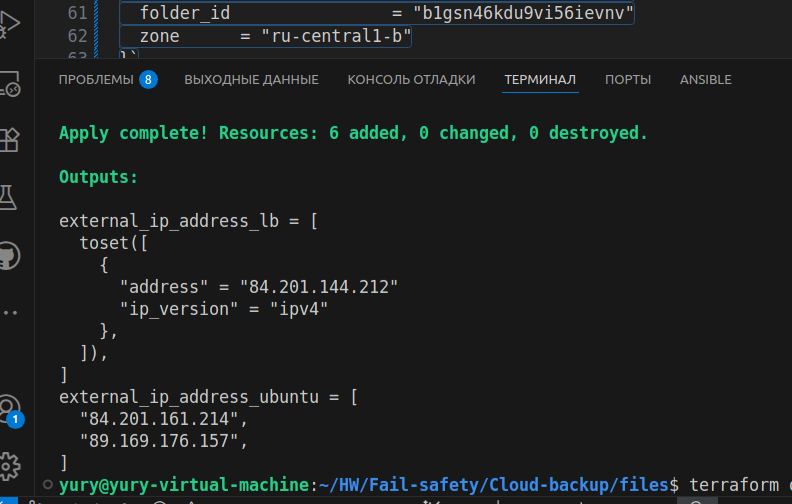 61 folder_id = "b1gsn46kdu9vi56ievnv"
62 zone = "ru-central1-b"
63 }`
ПРОБЛЕМЫ 8 ВЫХОДНЫЕ ДАННЫЕ КОНСОЛЬ ОТЛАДКИ ТЕРМИНАЛ ПОРТЫ ANSIBLE
Apply complete! Resources: 6 added, 0 changed, 0 destroyed.
Outputs:
external_ip_address_lb = [
toset([
{
"address" = "84.201.144.212"
"ip_version" = "ipv4"
},
]),
]
external_ip_address_ubuntu = [
"84.201.161.214",
"89.169.176.157",
]
1
yury@yury-virtual-machine:~/HW/Fail-safety/Cloud-backup/files$ terraform